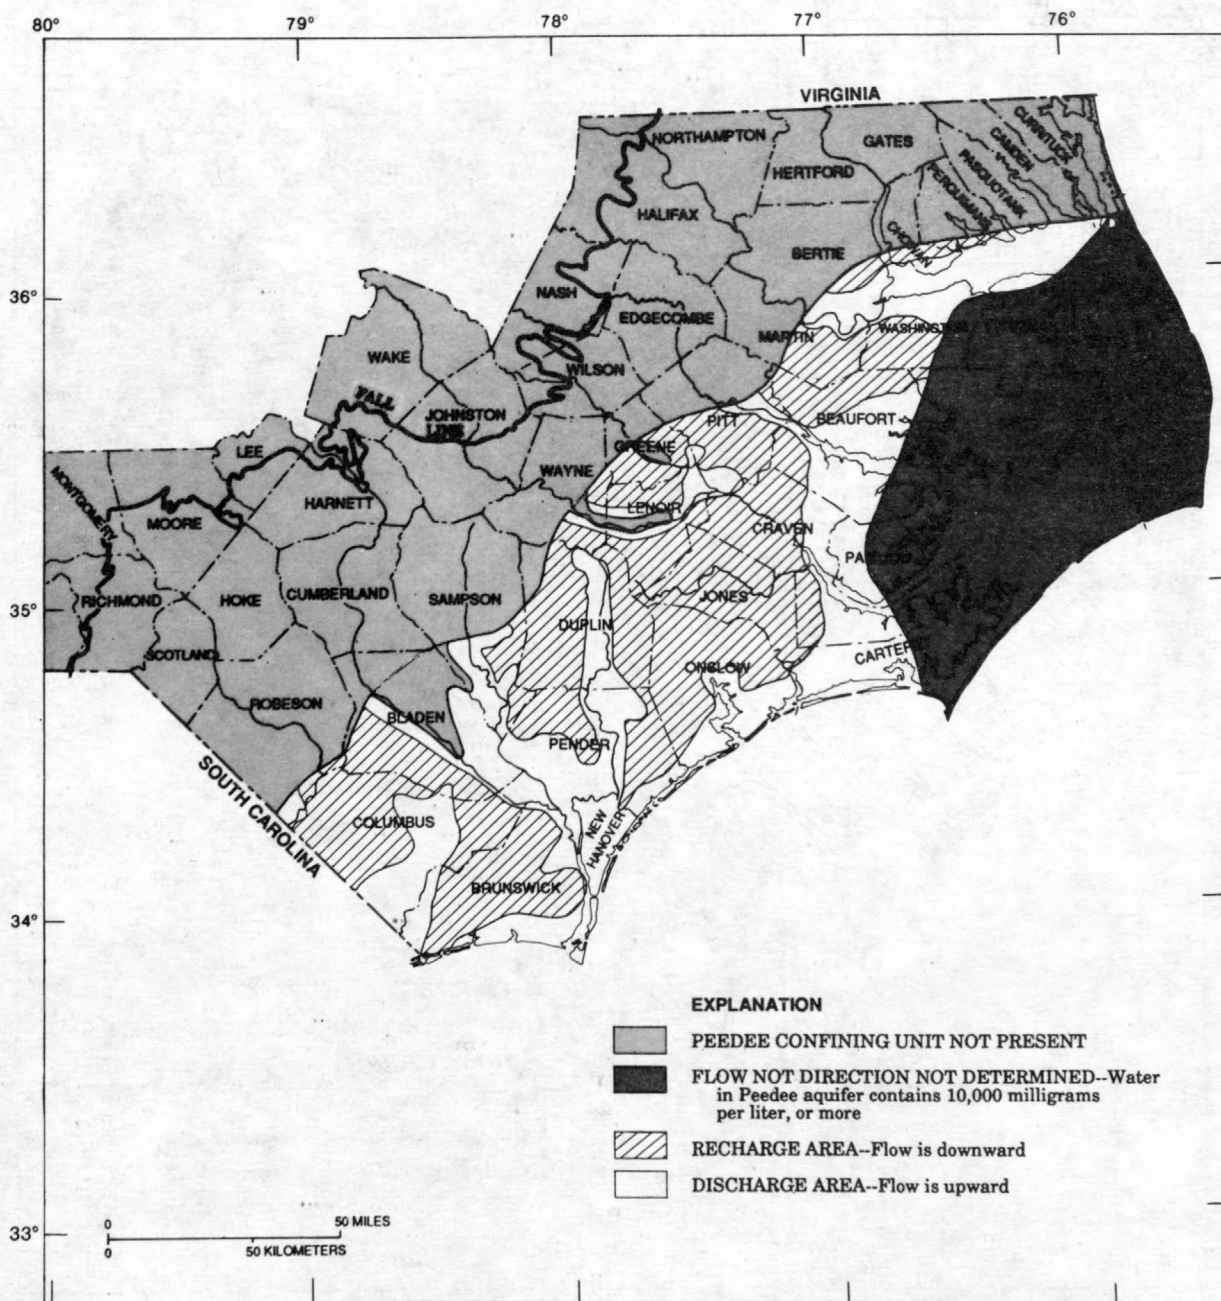 80°
79°
78°
77°
76°
VIRGINIA
NORTHAMPTON
GATES
CURRITUCK
CAMDEN
PASQUOTANK
PERQUIMANS
HERTFORD
HALIFAX
CHOWAN
BERTIE
36°
NASH
EDGECOMBE
MARTIN
WASHINGTON
WAKE
WILSON
FALL
JOHNSTON
LINE
PITT
BEAUFORT
LEE
GREENE
MONTGOMERY
WAYNE
HARNETT
LENOIR
MOORE
CRAVEN
35°
RICHMOND
HOKE
CUMBERLAND
SAMPSON
JONES
DUPLIN
SCOTLAND
CARTER
ONSLOW
ROBESON
BLADEN
PENDER
SOUTH CAROLINA
COLUMBUS
NEW
HANOVER
BRUNSWICK
34°
EXPLANATION
PEEDEE CONFINING UNIT NOT PRESENT
FLOW NOT DIRECTION NOT DETERMINED--Water
in Peedee aquifer contains 10,000 milligrams
per liter, or more
RECHARGE AREA--Flow is downward
DISCHARGE AREA--Flow is upward
33°
0 50 MILES
0 50 KILOMETERS